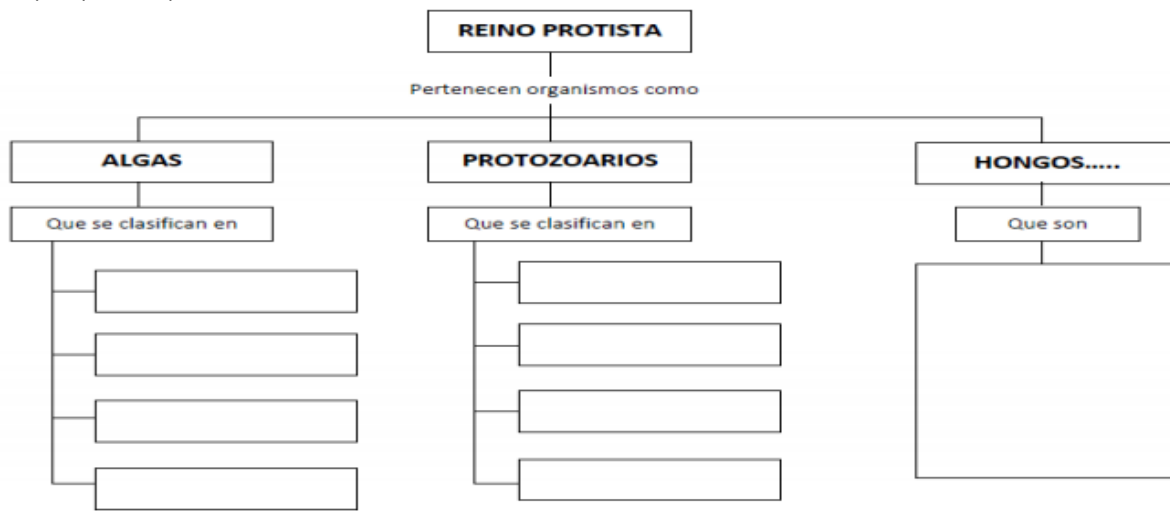 REINO PROTISTA
Pertenecen organismos como
ALGAS
PROTOZOARIOS
HONGOS.....
Que se clasifican en
Que se clasifican en
Que son